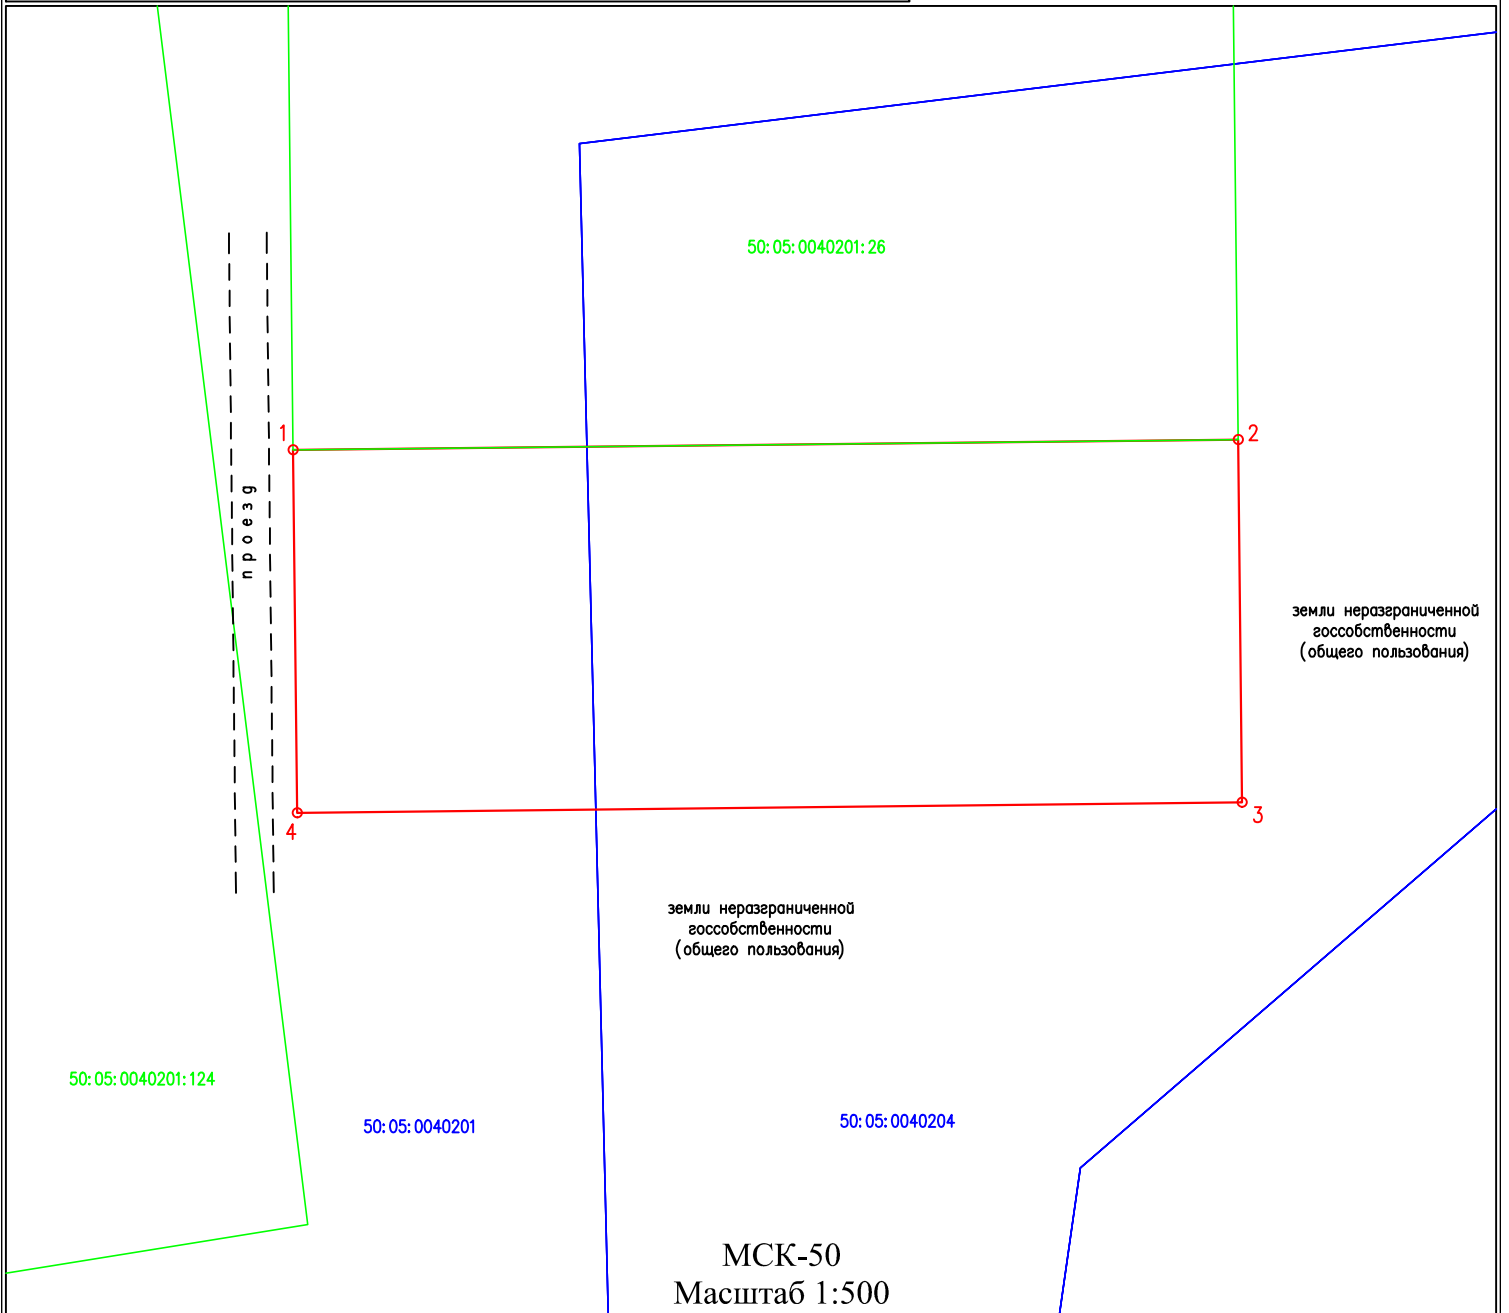 50:05:0040201:26
1
2
проезд
земли неразграниченной
госсобственности
(общего пользования)
3
4
земли неразграниченной
госсобственности
(общего пользования)
50:05:0040201:124
50:05:0040201
50:05:0040204
МСК-50
Масштаб 1:500